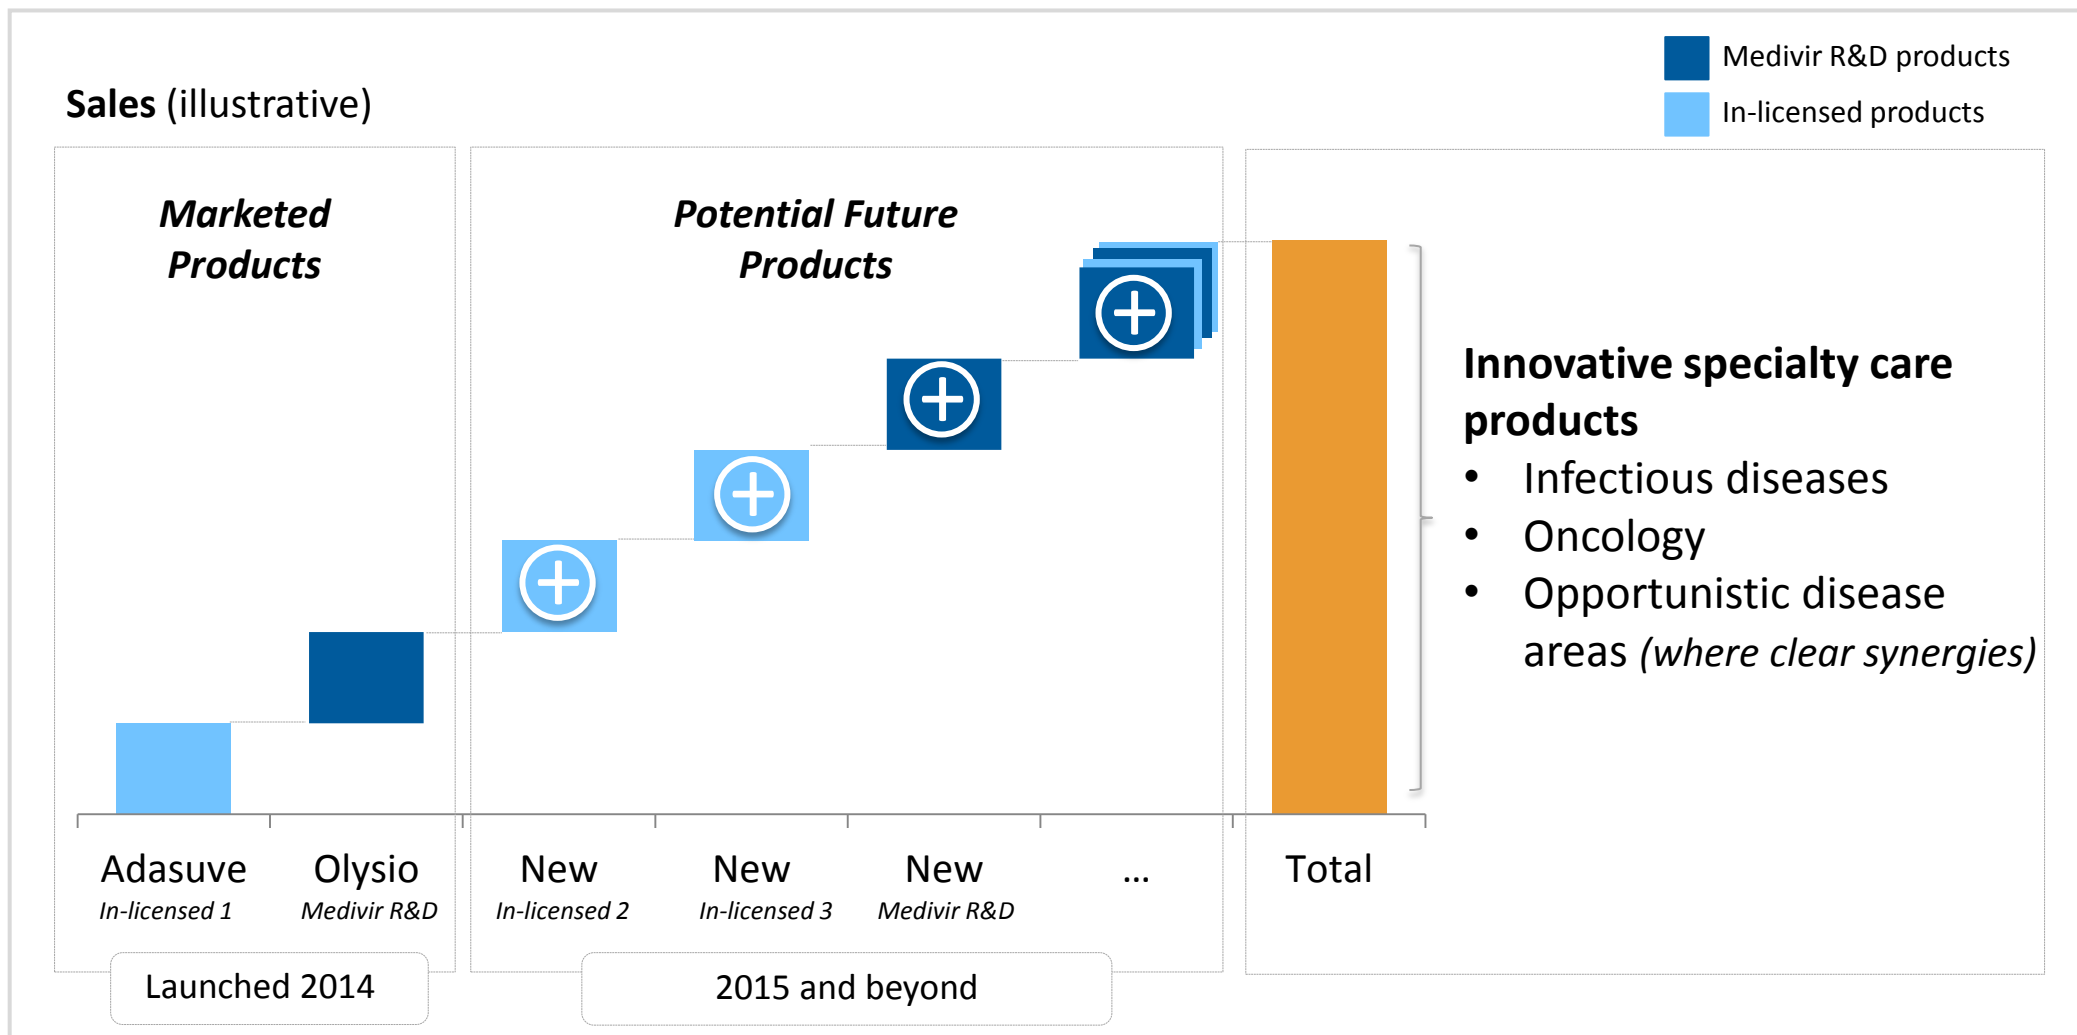 Medivir R&D products
In-licensed products
Sales (illustrative)
Marketed
Products
Potential Future
Products
Innovative specialty care
products
• Infectious diseases
• Oncology
• Opportunistic disease
areas (where clear synergies)
Adasuve
In-licensed 1
Olysio
Medivir R&D
New
In-licensed 2
New
In-licensed 3
New
Medivir R&D
...
Total
Launched 2014
2015 and beyond